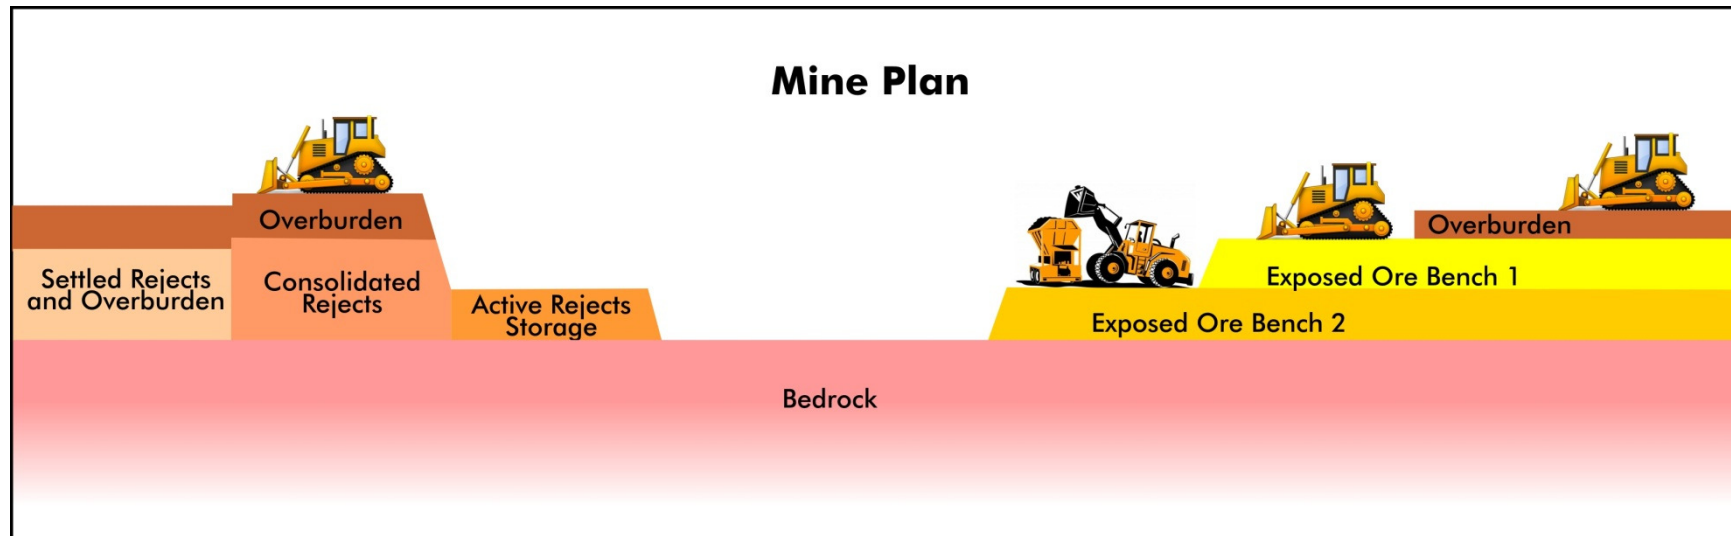 Mine Plan
Overburden
Overburden
Settled Rejects
and Overburden
Consolidated
Rejects
Active Rejects
Storage
Exposed Ore Bench 1
Exposed Ore Bench 2
Bedrock